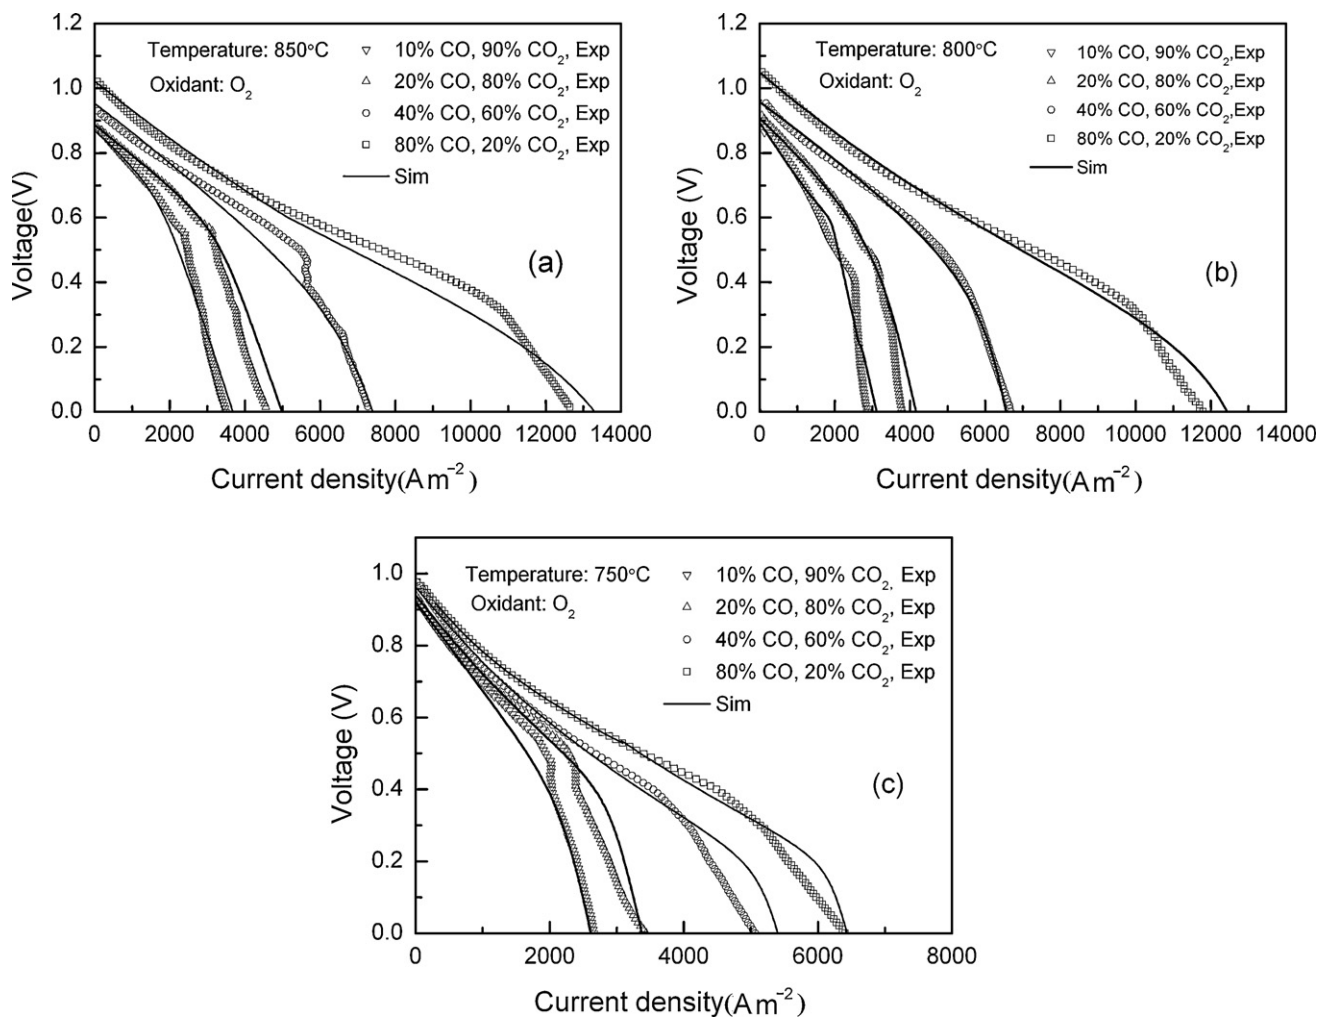 Temperature: 850°C
Oxidant: O₂
10% CO, 90% CO₂, Exp
20% CO, 80% CO₂, Exp
40% CO, 60% CO₂, Exp
80% CO, 20% CO₂, Exp
Sim
(a)
Voltage(V)
1.2
1.0
0.8
0.6
0.4
0.2
0.0
0 2000 4000 6000 8000 10000 12000 14000
Current density(A m⁻²)
Temperature: 800°C
Oxidant: O₂
10% CO, 90% CO₂,Exp
20% CO, 80% CO₂,Exp
40% CO, 60% CO₂,Exp
80% CO, 20% CO₂,Exp
Sim
(b)
Voltage (V)
1.2
1.0
0.8
0.6
0.4
0.2
0.0
0 2000 4000 6000 8000 10000 12000 14000
Current density(A m⁻²)
Temperature: 750°C
Oxidant: O₂
10% CO, 90% CO₂, Exp
20% CO, 80% CO₂, Exp
40% CO, 60% CO₂, Exp
80% CO, 20% CO₂, Exp
Sim
(c)
Voltage (V)
1.0
0.8
0.6
0.4
0.2
0.0
0 2000 4000 6000 8000
Current density(A m⁻²)